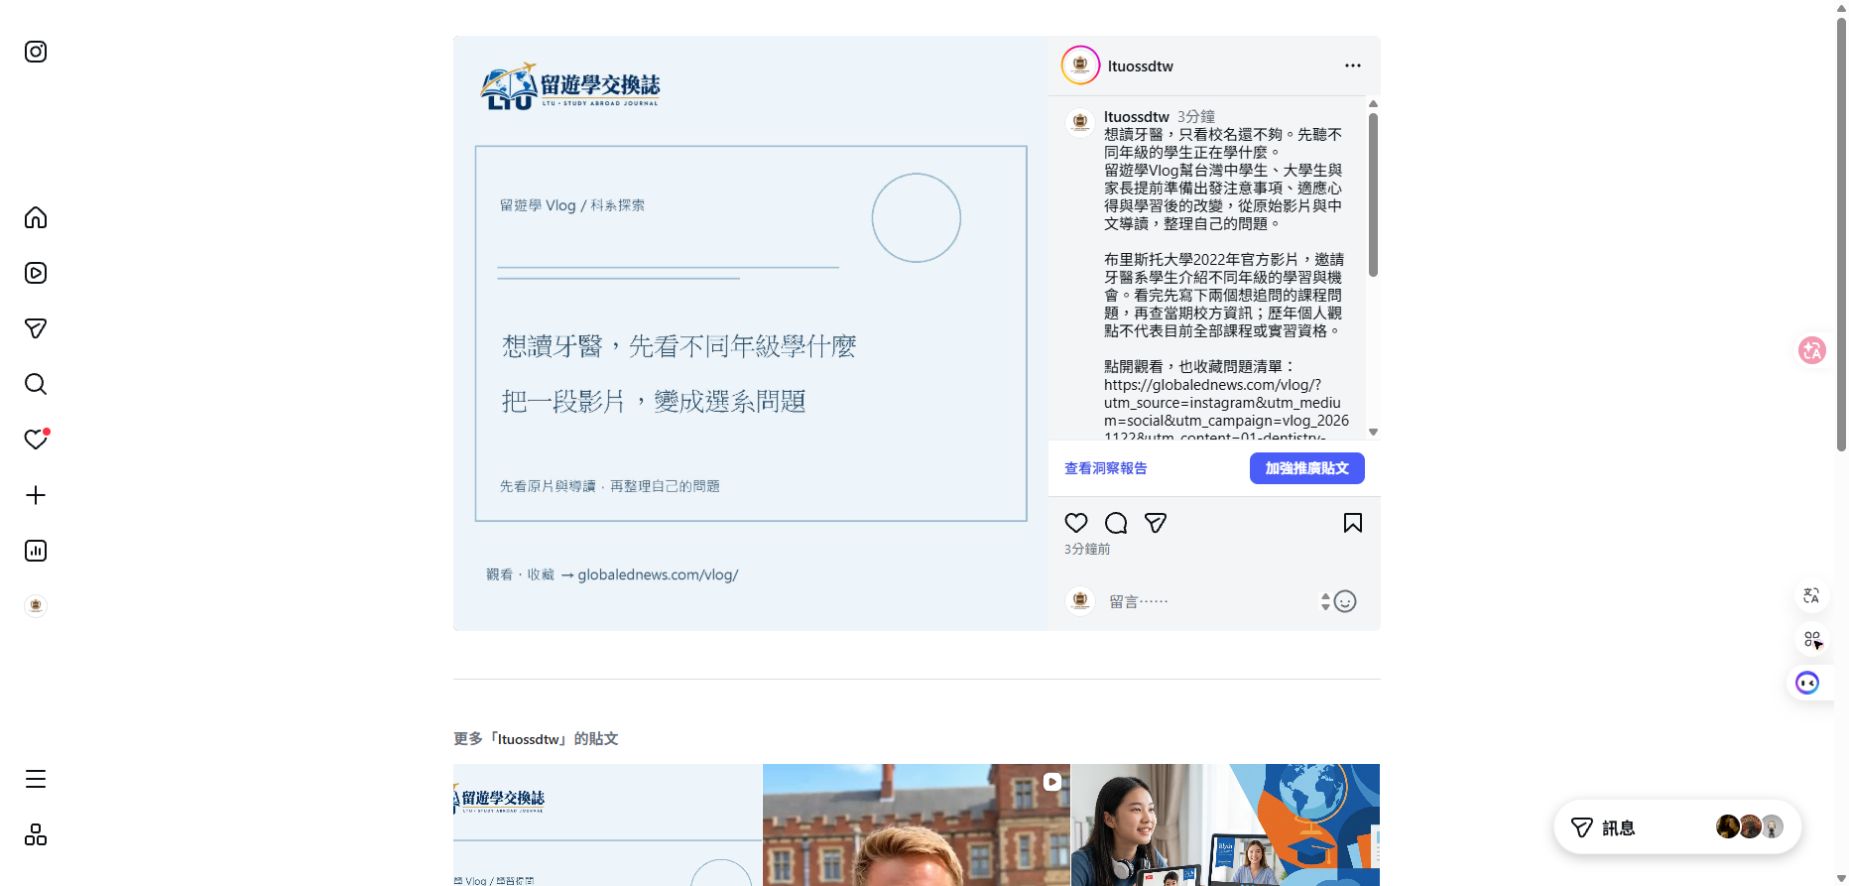 留遊學交換誌
LTU · STUDY ABROAD JOURNAL
留遊學 Vlog / 科系探索
想讀牙醫，先看不同年級學什麼
把一段影片，變成選系問題
先看原片與導讀．再整理自己的問題
觀看．收藏 → globalednews.com/vlog/
ltuossdtw
ltuossdtw 3分鐘
想讀牙醫，只看校名還不夠。先聽不
同年級的學生正在學什麼。
留遊學Vlog幫台灣中學生、大學生與
家長提前準備出發注意事項、適應心
得與學習後的改變，從原始影片與中
文導讀，整理自己的問題。
布里斯托大學2022年官方影片，邀請
牙醫系學生介紹不同年級的學習與機
會。看完先寫下兩個想追問的課程問
題，再查當期校方資訊；歷年個人觀
點不代表目前全部課程或實習資格。
點開觀看，也收藏問題清單：
https://globalednews.com/vlog/?
utm_source=instagram&utm_mediu
m=social&utm_campaign=vlog_2026
1122&utm_content=01-dentistry-
查看洞察報告
加強推廣貼文
3分鐘前
留言……
更多「ltuossdtw」的貼文
留遊學交換誌
LTU · STUDY ABROAD JOURNAL
學 Vlog / 學習提問
訊息